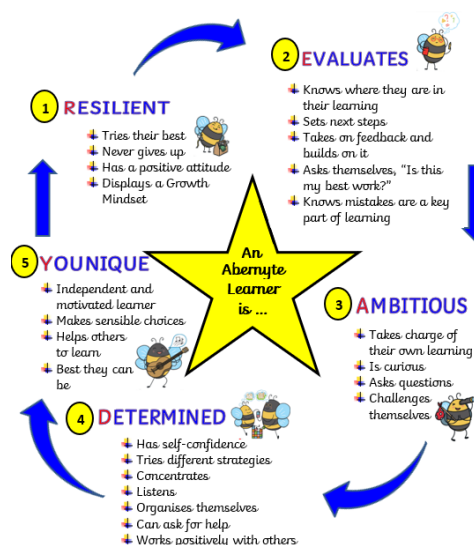 1
RESILIENT
Tries their best
Never gives up
Has a positive attitude
Displays a Growth
Mindset
2
EVALUATES
Knows where they are in
their learning
Sets next steps
Takes on feedback and
builds on it
Asks themselves, “Is this
my best work?”
Knows mistakes are a key
part of learning
3
AMBITIOUS
Takes charge of
their own learning
Is curious
Asks questions
Challenges
themselves
4
DETERMINED
Has self-confidence
Tries different strategies
Concentrates
Listens
Organises themselves
Can ask for help
Works positively with others
5
YOUNIQUE
Independent and
motivated learner
Makes sensible choices
Helps others
to learn
Best they can
be
An
Abernyte
Learner
is ...